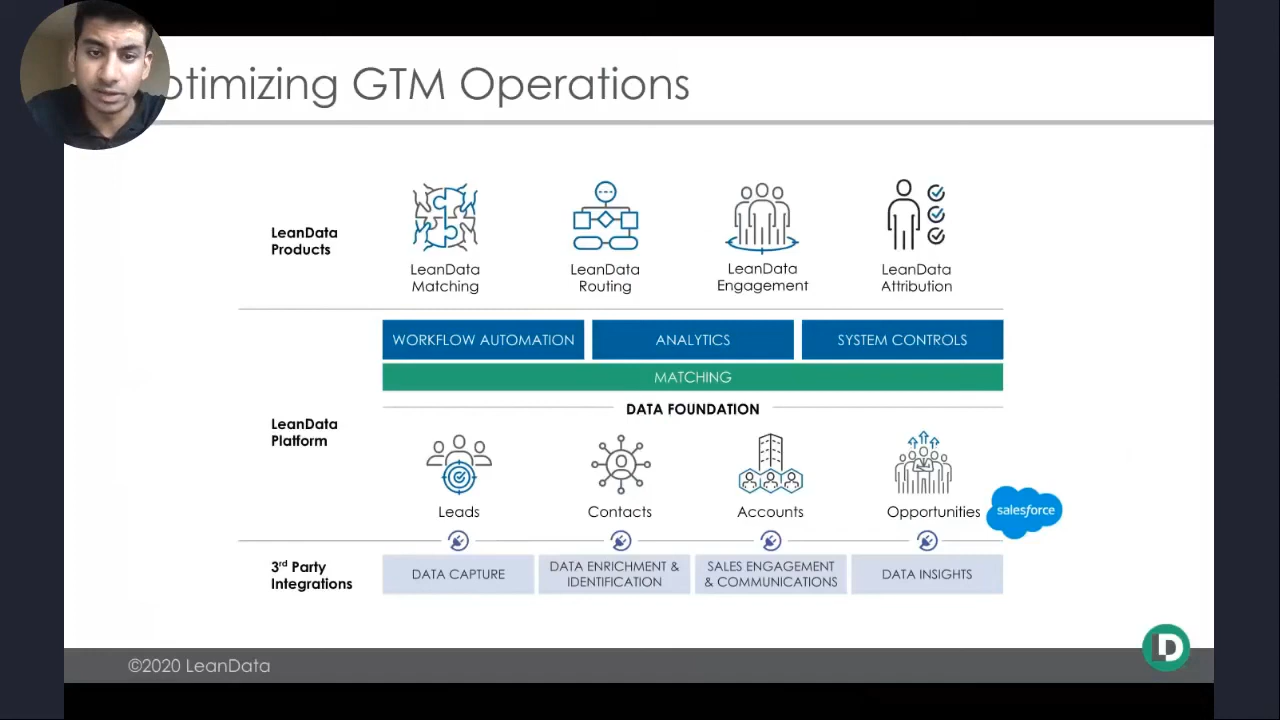 ptimizing GTM Operations
LeanData
Products
LeanData
Matching
LeanData
Routing
LeanData
Engagement
LeanData
Attribution
WORKFLOW AUTOMATION
ANALYTICS
SYSTEM CONTROLS
MATCHING
DATA FOUNDATION
LeanData
Platform
Leads
Contacts
Accounts
Opportunities
salesforce
3rd Party
Integrations
DATA CAPTURE
DATA ENRICHMENT &
IDENTIFICATION
SALES ENGAGEMENT
& COMMUNICATIONS
DATA INSIGHTS
©2020 LeanData
LD